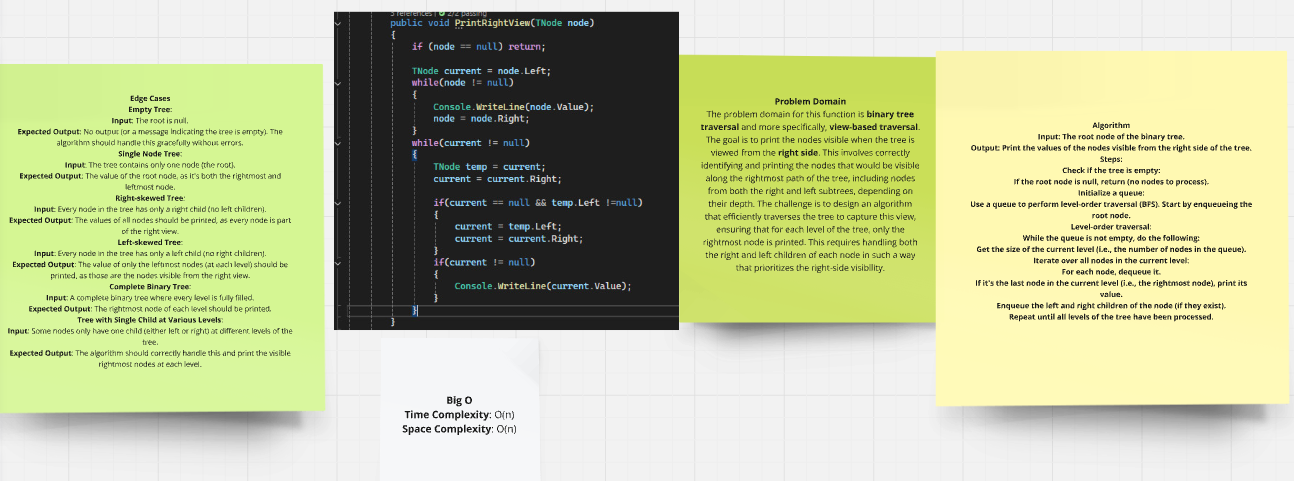 Edge Cases
Empty Tree:
Input: The root is null.
Expected Output: No output (or a message indicating the tree is empty). The
algorithm should handle this gracefully without errors.
Single Node Tree:
Input: The tree contains only one node (the root).
Expected Output: The value of the root node, as it's both the rightmost and
leftmost node.
Right-skewed Tree:
Input: Every node in the tree has only a right child (no left children).
Expected Output: The values of all nodes should be printed, as every node is part
of the right view.
Left-skewed Tree:
Input: Every node in the tree has only a left child (no right children).
Expected Output: The value of only the leftmost nodes (at each level) should be
printed, as those are the nodes visible from the right view.
Complete Binary Tree:
Input: A complete binary tree where every level is fully filled.
Expected Output: The rightmost node of each level should be printed.
Tree with Single Child at Various Levels:
Input: Some nodes only have one child (either left or right) at different levels of the
tree.
Expected Output: The algorithm should correctly handle this and print the visible
rightmost nodes at each level.
3 references | 2/2 passing
public void PrintRightView(TNode node)
{
if (node == null) return;
TNode current = node.Left;
while(node != null)
{
Console.WriteLine(node.Value);
node = node.Right;
}
while(current != null)
{
TNode temp = current;
current = current.Right;
if(current == null && temp.Left !=null)
{
current = temp.Left;
current = current.Right;
}
if(current != null)
{
Console.WriteLine(current.Value);
}
}
}
Big O
Time Complexity: O(n)
Space Complexity: O(n)
Problem Domain
The problem domain for this function is binary tree
traversal and more specifically, view-based traversal.
The goal is to print the nodes visible when the tree is
viewed from the right side. This involves correctly
identifying and printing the nodes that would be visible
along the rightmost path of the tree, including nodes
from both the right and left subtrees, depending on
their depth. The challenge is to design an algorithm
that efficiently traverses the tree to capture this view,
ensuring that for each level of the tree, only the
rightmost node is printed. This requires handling both
the right and left children of each node in such a way
that prioritizes the right-side visibility.
Algorithm
Input: The root node of the binary tree.
Output: Print the values of the nodes visible from the right side of the tree.
Steps:
Check if the tree is empty:
If the root node is null, return (no nodes to process).
Initialize a queue:
Use a queue to perform level-order traversal (BFS). Start by enqueueing the
root node.
Level-order traversal:
While the queue is not empty, do the following:
Get the size of the current level (i.e., the number of nodes in the queue).
Iterate over all nodes in the current level:
For each node, dequeue it.
If it's the last node in the current level (i.e., the rightmost node), print its
value.
Enqueue the left and right children of the node (if they exist).
Repeat until all levels of the tree have been processed.